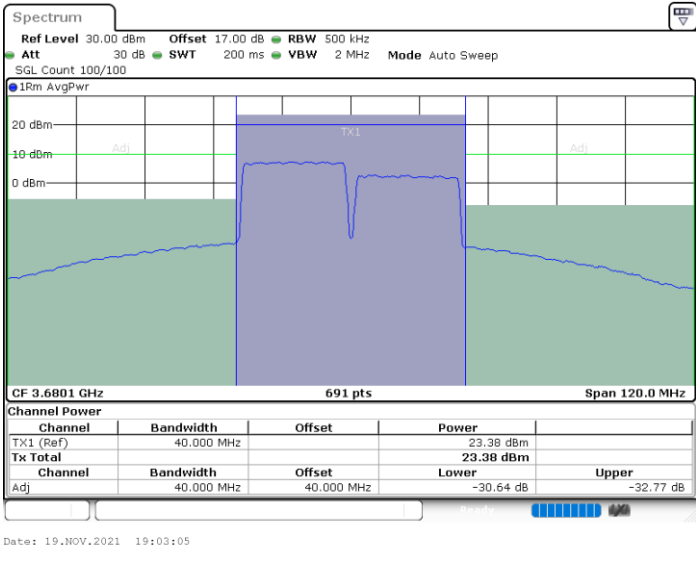 Spectrum
Ref Level 30.00 dBm Offset 17.00 dB RBW 500 kHz
Att 30 dB SWT 200 ms VBW 2 MHz Mode Auto Sweep
SGL Count 100/100
1Rm AvgPwr
20 dBm
TX1
Adj
Adj
10 dBm
0 dBm
CF 3.6801 GHz 691 pts Span 120.0 MHz
Channel Power
Channel Bandwidth Offset Power
TX1 (Ref) 40.000 MHz 23.38 dBm
Tx Total 23.38 dBm
Channel Bandwidth Offset Lower Upper
Adj 40.000 MHz 40.000 MHz -30.64 dB -32.77 dB
Ready
Date: 19.NOV.2021 19:03:05